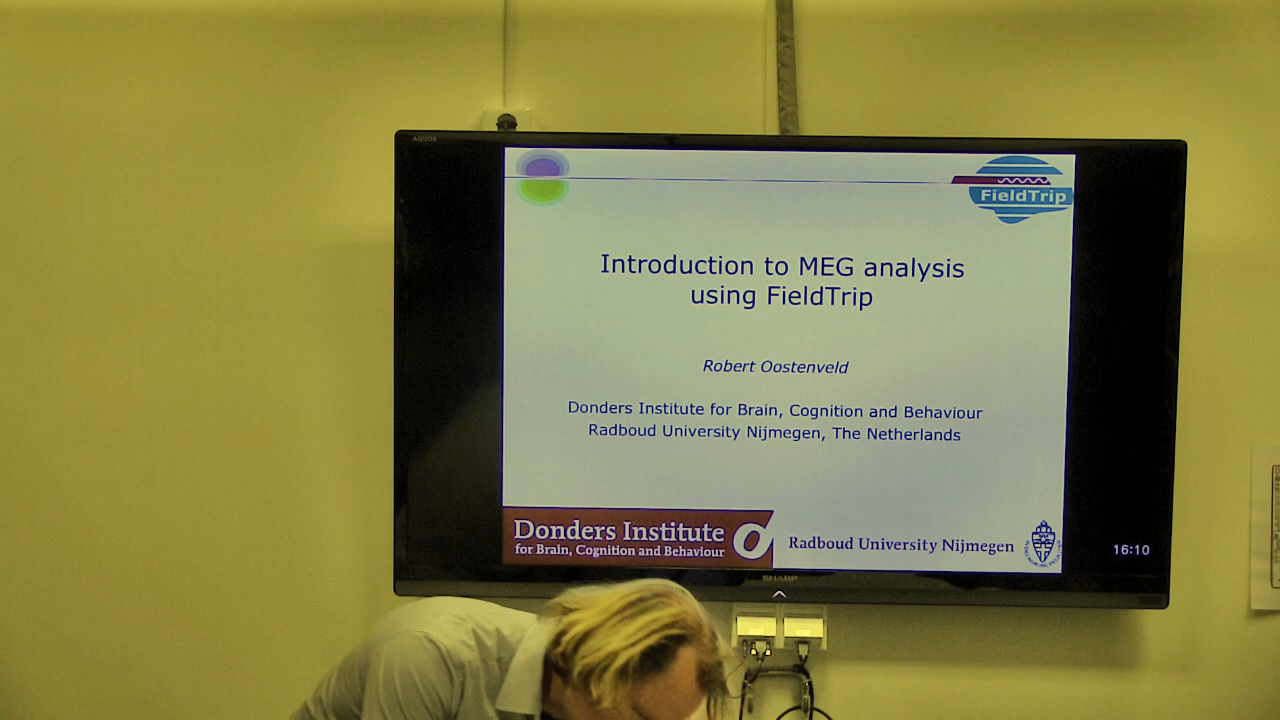 AQUOS
FieldTrip
Introduction to MEG analysis
using FieldTrip
Robert Oostenveld
Donders Institute for Brain, Cognition and Behaviour
Radboud University Nijmegen, The Netherlands
Donders Institute
for Brain, Cognition and Behaviour
Radboud University Nijmegen
16:10
SHARP